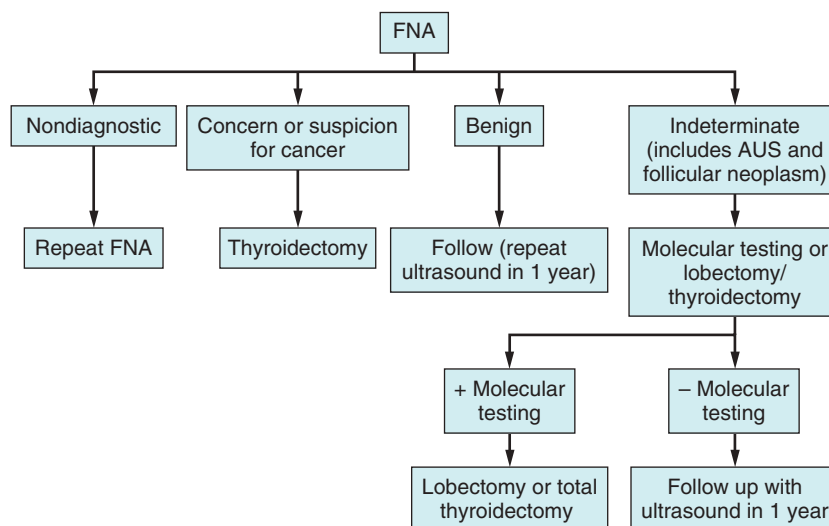 FNA
Nondiagnostic
Concern or suspicion
for cancer
Benign
Indeterminate
(includes AUS and
follicular neoplasm)
Repeat FNA
Thyroidectomy
Follow (repeat
ultrasound in 1 year)
Molecular testing or
lobectomy/
thyroidectomy
+ Molecular
testing
– Molecular
testing
Lobectomy or total
thyroidectomy
Follow up with
ultrasound in 1 year